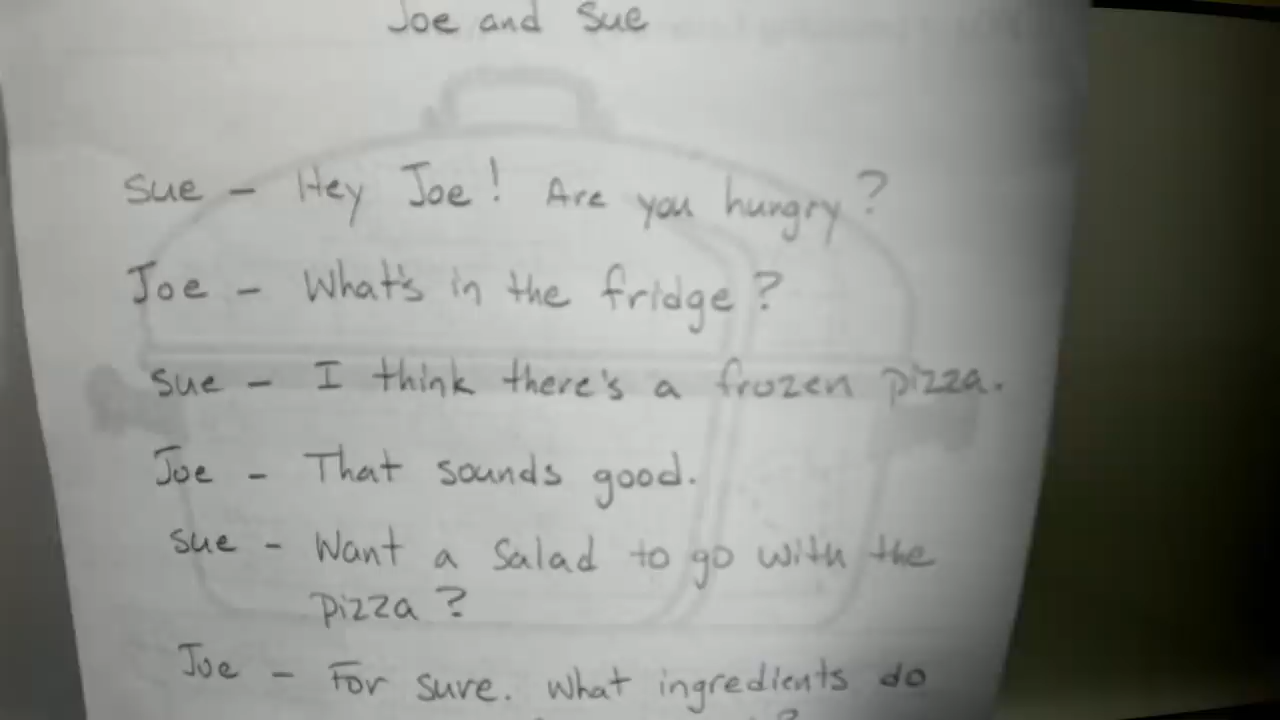 Joe and Sue
Sue - Hey Joe! Are you hungry?
Joe - What's in the fridge?
Sue - I think there's a frozen pizza.
Joe - That sounds good.
Sue - Want a salad to go with the
pizza?
Joe - For sure. What ingredients do